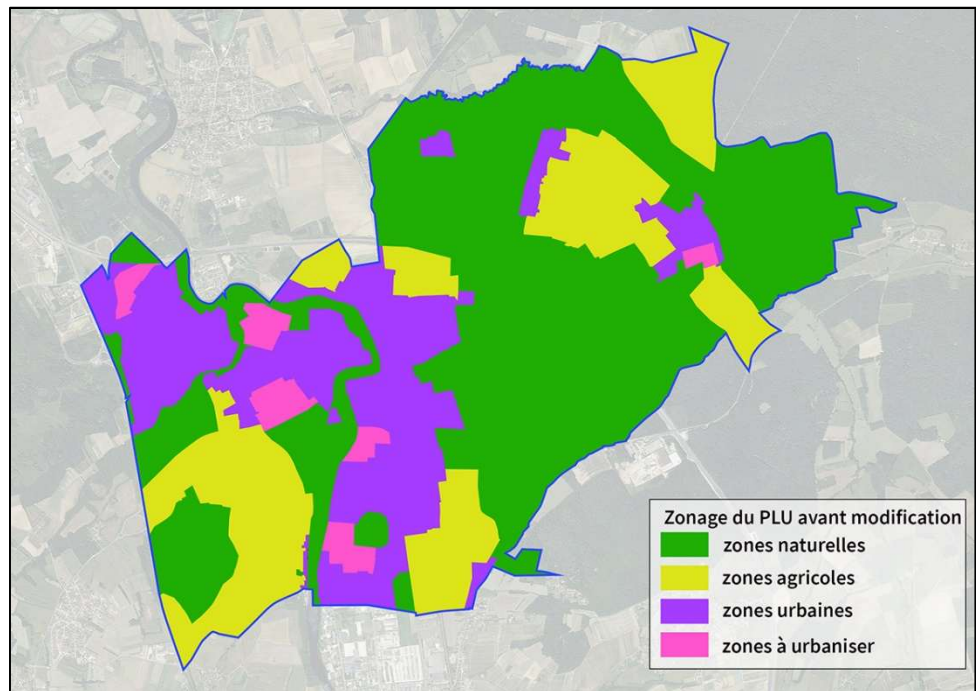 Zonage du PLU avant modification
zones naturelles
zones agricoles
zones urbaines
zones à urbaniser